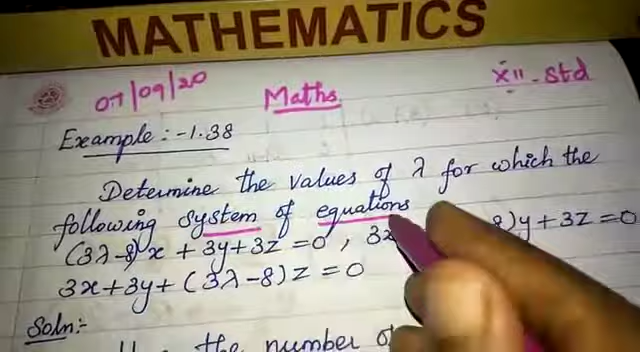 MATHEMATICS
07/09/20
XII - Std
Maths
Example :- 1.38
Determine the values of λ for which the
following system of equations
(3λ-8)x + 3y + 3z = 0, 3x 8)y + 3z = 0
3x + 3y + (3λ-8) z = 0
Soln:-
the number of